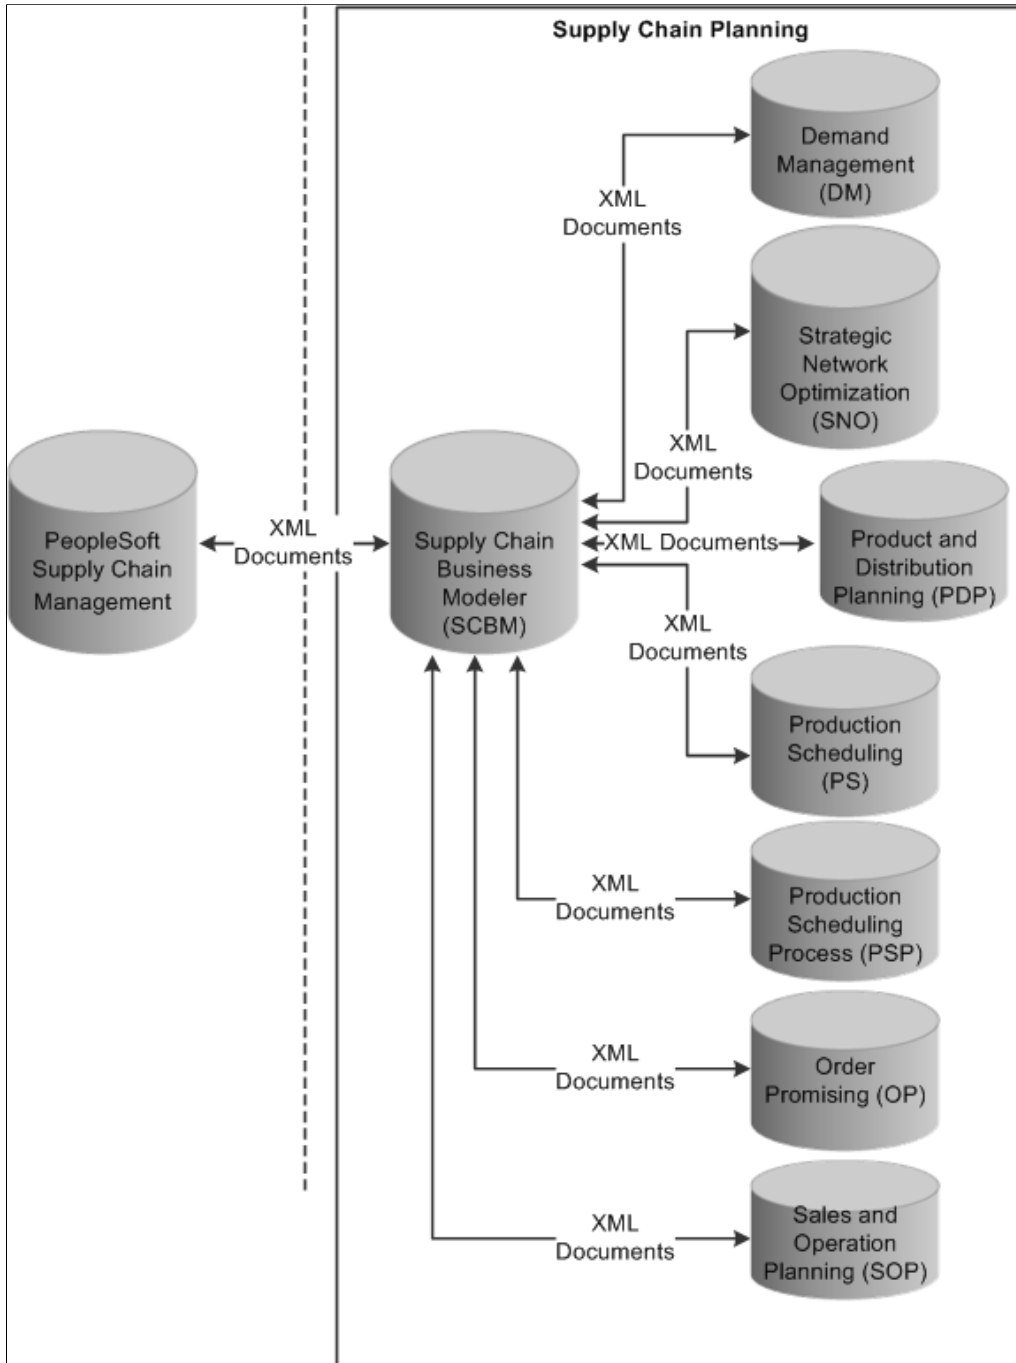 Supply Chain Planning
Demand
Management
(DM)
XML
Documents
Strategic
Network
Optimization
(SNO)
XML
Documents
PeopleSoft
Supply Chain
Management
XML
Documents
Supply Chain
Business
Modeler
(SCBM)
XML Documents
Product and
Distribution
Planning (PDP)
XML
Documents
Production
Scheduling
(PS)
XML
Documents
Production
Scheduling
Process (PSP)
XML
Documents
Order
Promising (OP)
XML
Documents
Sales and
Operation
Planning (SOP)